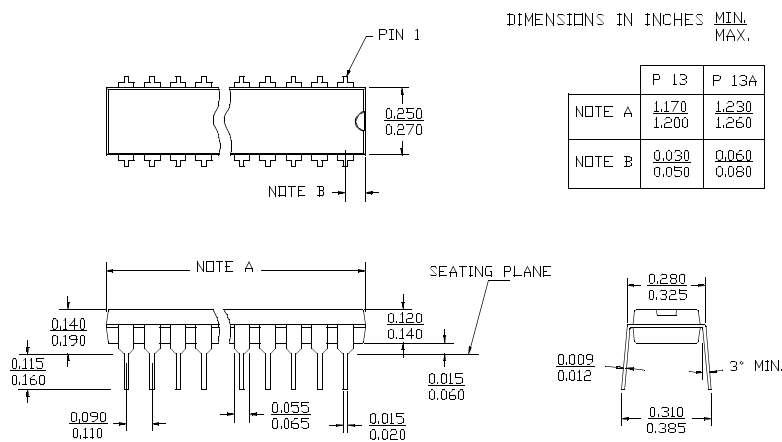 DIMENSIONS IN INCHES MIN.
MAX.
PIN 1
P 13 P 13A
NOTE A 1.170 1.230
1.200 1.260
NOTE B 0.030 0.060
0.050 0.080
0.250
0.270
NOTE B
NOTE A
SEATING PLANE
0.280
0.325
0.140
0.190
0.120
0.140
0.115
0.160
0.015
0.060
0.009
0.012
3° MIN.
0.090
0.110
0.055
0.065
0.015
0.020
0.310
0.385